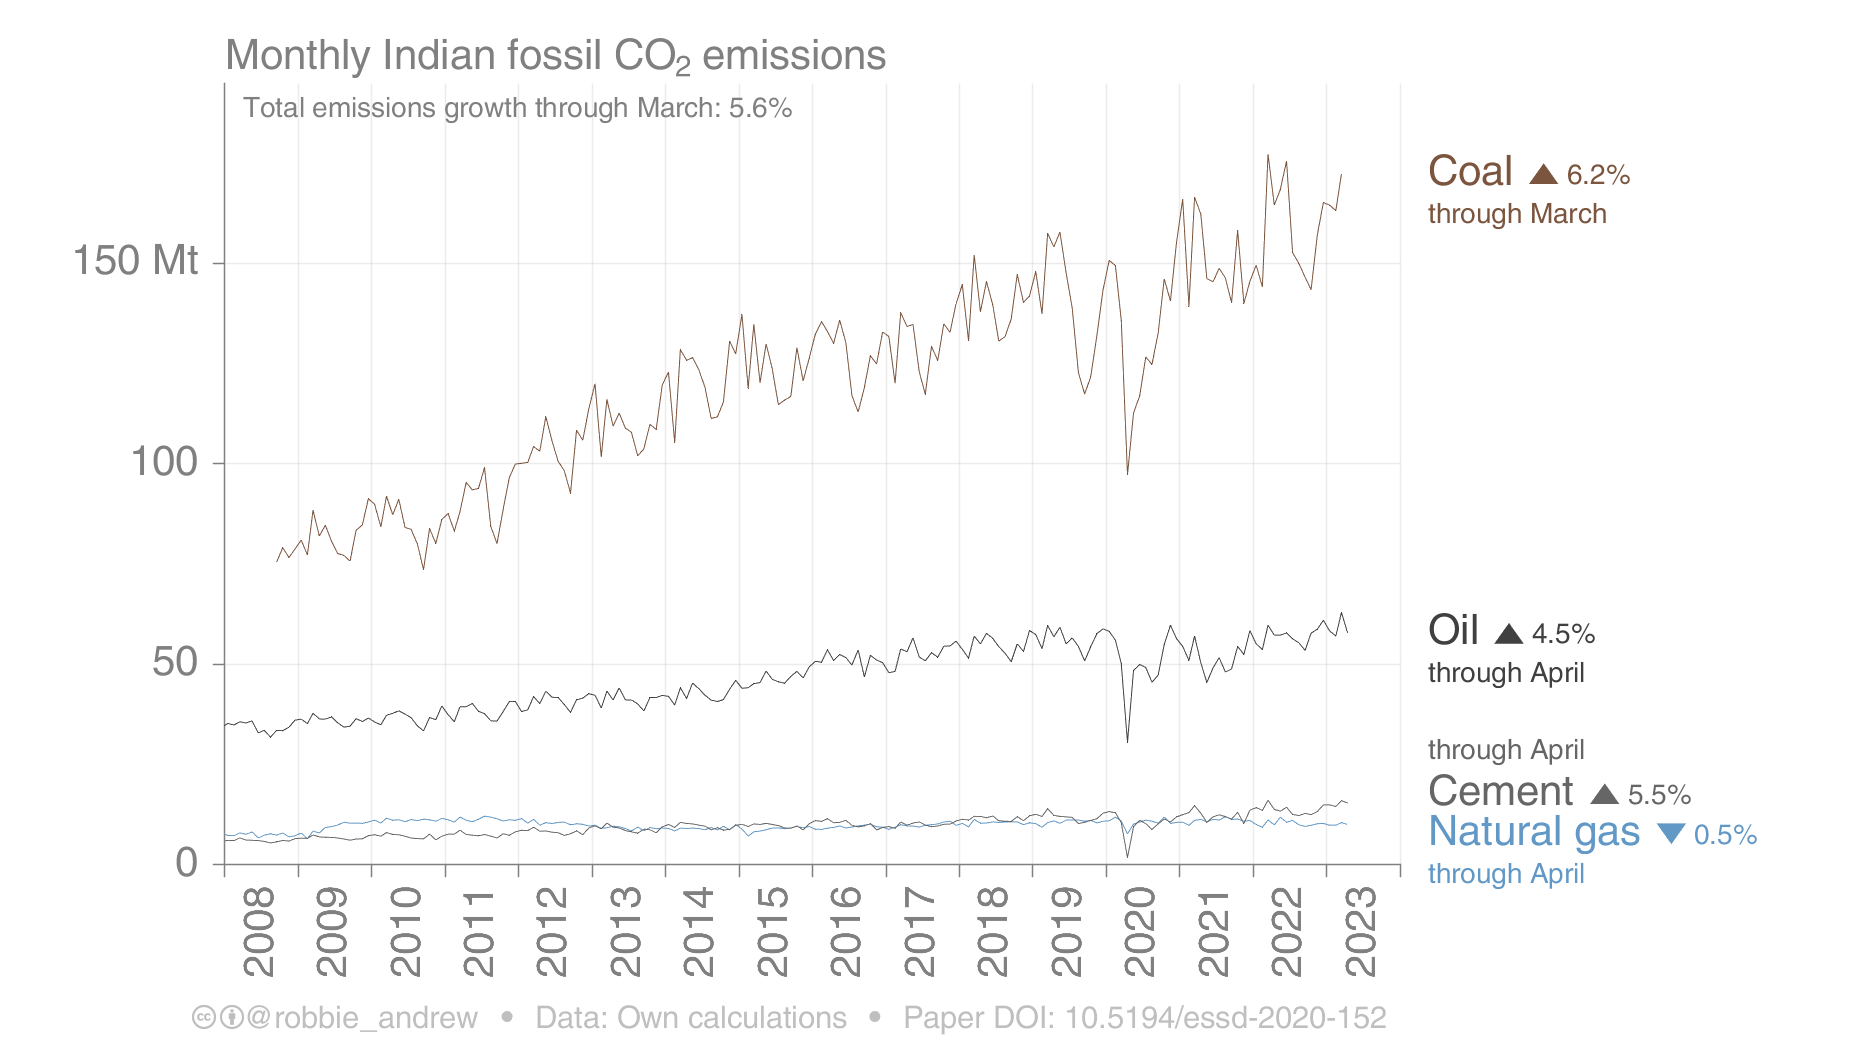 Monthly Indian fossil CO₂ emissions
Total emissions growth through March: 5.6%
Coal ▲ 6.2%
through March
150 Mt
100
Oil ▲ 4.5%
through April
50
through April
Cement ▲ 5.5%
Natural gas ▼ 0.5%
through April
0
2008 2009 2010 2011 2012 2013 2014 2015 2016 2017 2018 2019 2020 2021 2022 2023
@robbie_andrew • Data: Own calculations • Paper DOI: 10.5194/essd-2020-152